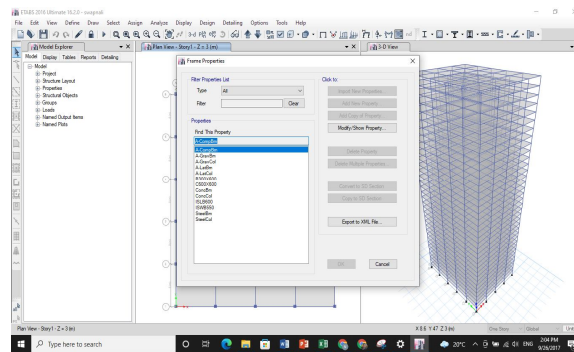 ETABS 2016 Ultimate 16.2.0 - swapnali
File Edit View Define Draw Select Assign Analyze Display Design Detailing Options Tools Help
Model Explorer
Plan View - Story1 - Z = 3 (m)
3-D View
Model Display Tables Reports Detailing
Model
Project
Structure Layout
Properties
Structural Objects
Groups
Loads
Named Output Items
Named Plots
Frame Properties
Filter Properties List
Type All
Filter Clear
Properties
Find This Property
A-CompBm
A-CompBm
A-GravBm
A-GravCol
A-LatBm
A-LatCol
B300X600
C600X600
ConcBm
ConcCol
ISLB600
ISWB550
SteelBm
SteelCol
Click to:
Import New Properties...
Add New Property...
Add Copy of Property...
Modify/Show Property...
Delete Property
Delete Multiple Properties...
Convert to SD Section
Copy to SD Section
Export to XML File...
OK Cancel
Plan View - Story1 - Z = 3 (m)
X 0.6 Y 47 Z 3 (m)
One Story
Global
Type here to search
20°C
ENG
2:04 PM
9/26/2017